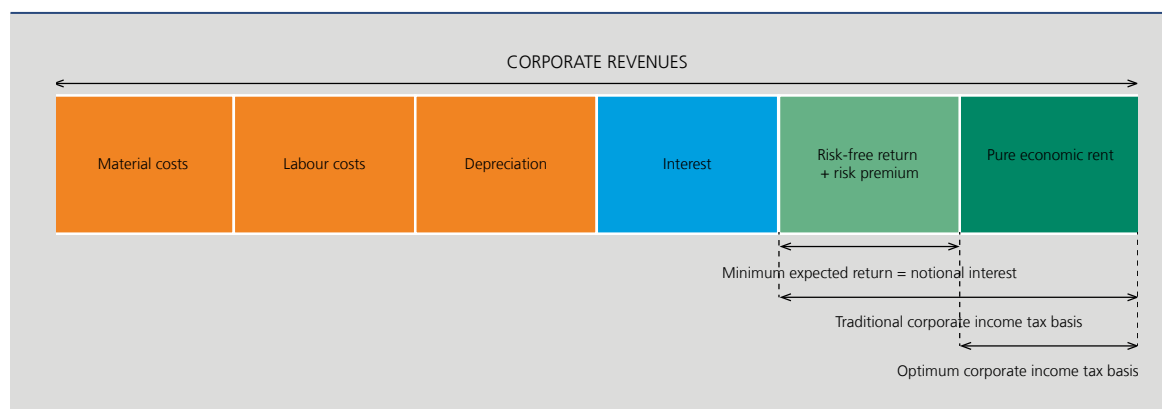 CORPORATE REVENUES
Material costs
Labour costs
Depreciation
Interest
Risk-free return
+ risk premium
Pure economic rent
Minimum expected return = notional interest
Traditional corporate income tax basis
Optimum corporate income tax basis